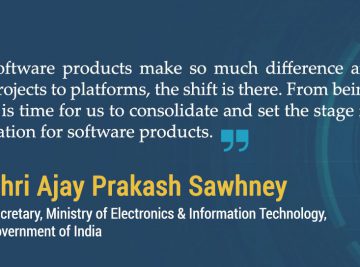 oftware products make so much difference a
rojects to platforms, the shift is there. From bein
is time for us to consolidate and set the stage
ation for software products. ”
hri Ajay Prakash Sawhney
cretary, Ministry of Electronics & Information Technology,
overnment of India